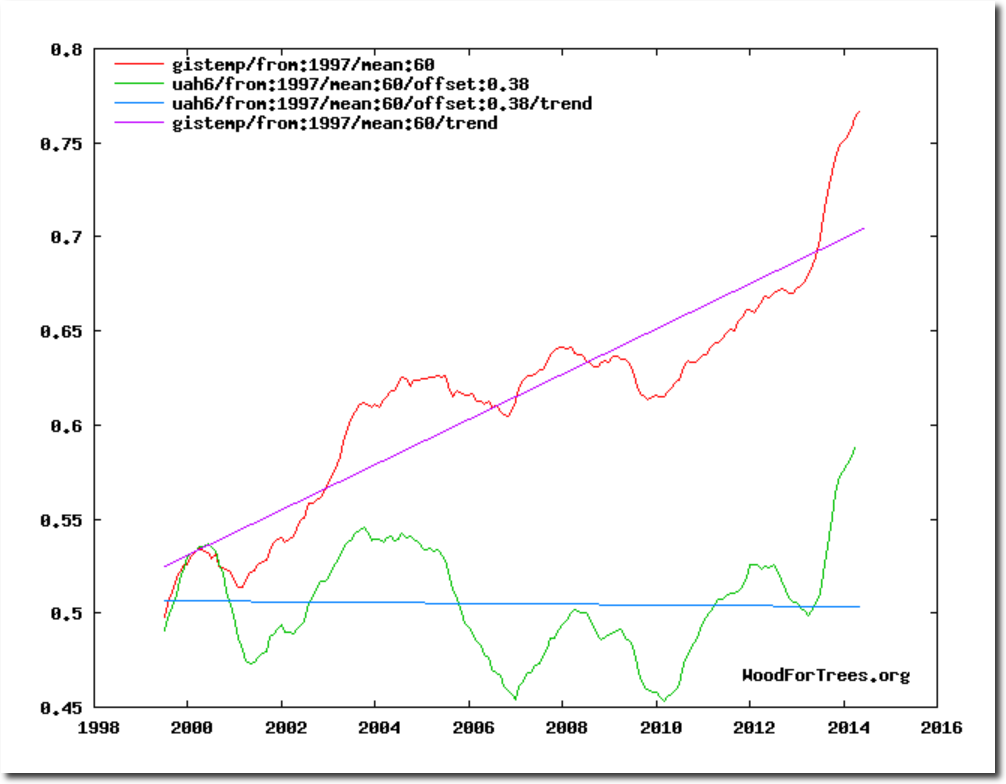 0.8
gistemp/from:1997/mean:60
uah6/from:1997/mean:60/offset:0.38
uah6/from:1997/mean:60/offset:0.38/trend
gistemp/from:1997/mean:60/trend
0.75
0.7
0.65
0.6
0.55
0.5
WoodForTrees.org
0.45
1998 2000 2002 2004 2006 2008 2010 2012 2014 2016